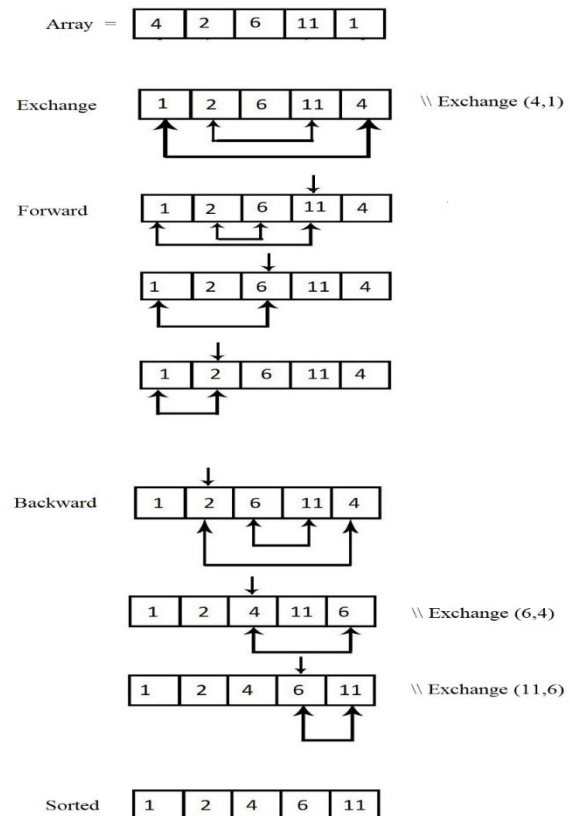 Array = 4 2 6 11 1
Exchange 1 2 6 11 4 \\ Exchange (4,1)
Forward 1 2 6 11 4
1 2 6 11 4
1 2 6 11 4
Backward 1 2 6 11 4
1 2 4 11 6 \\ Exchange (6,4)
1 2 4 6 11 \\ Exchange (11,6)
Sorted 1 2 4 6 11